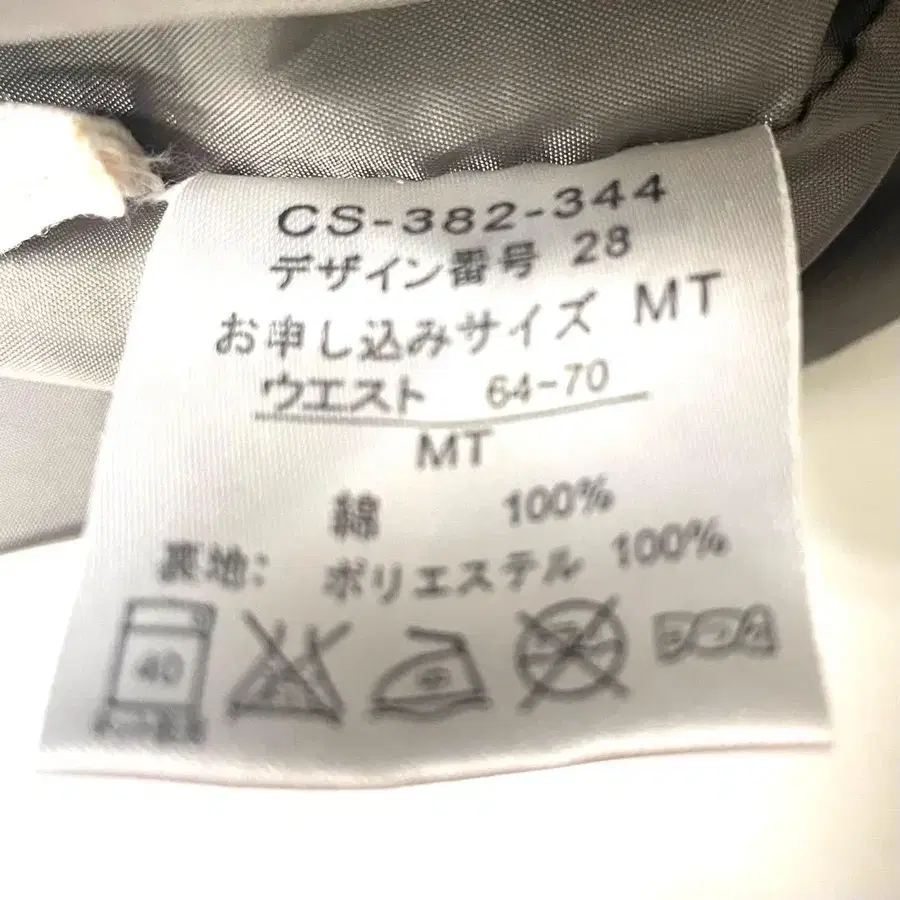 CS-382-344
デザイン番号 28
お申し込みサイズ MT
ウエスト 64-70
MT
綿 100%
裏地: ポリエステル 100%
40